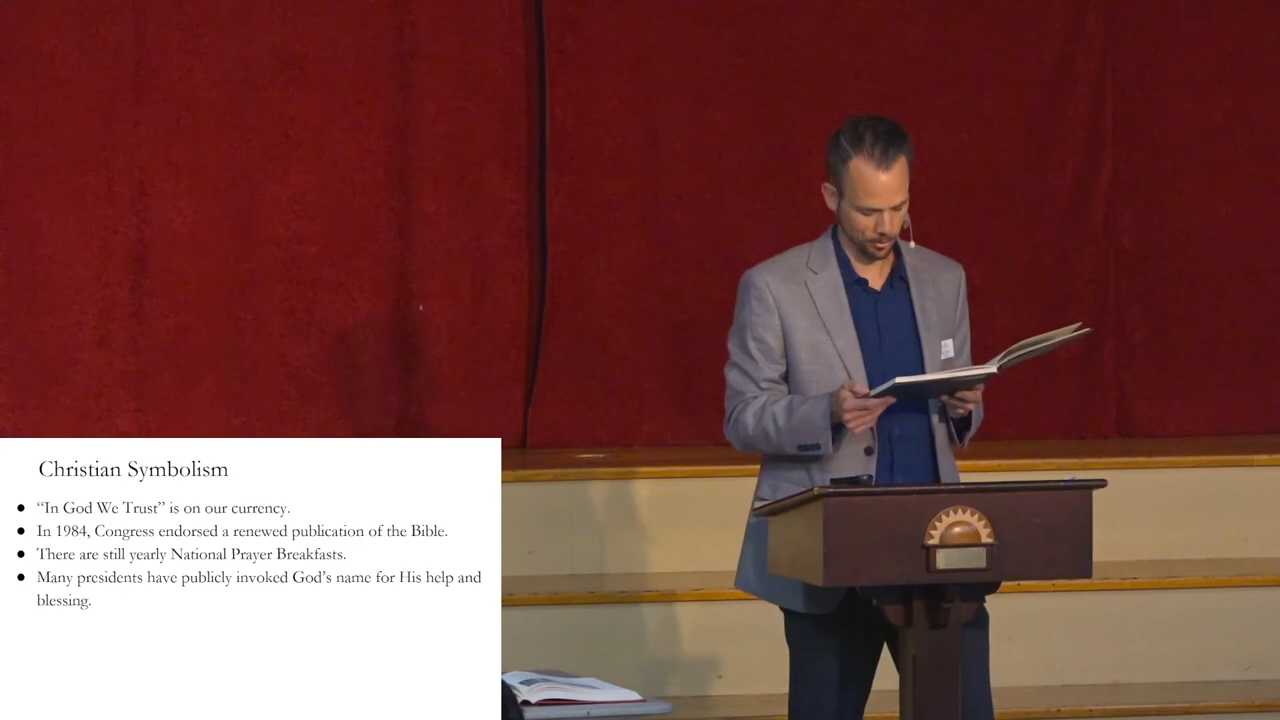 Christian Symbolism
● “In God We Trust” is on our currency.
● In 1984, Congress endorsed a renewed publication of the Bible.
● There are still yearly National Prayer Breakfasts.
● Many presidents have publicly invoked God’s name for His help and
blessing.